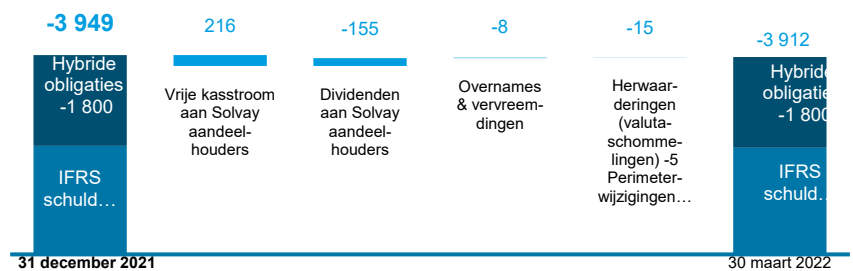 -3 949
216
-155
-8
-15
-3 912
Hybride
obligaties
-1 800
IFRS
schuld…
Vrije kasstroom
aan Solvay
aandeel-
houders
Dividenden
aan Solvay
aandeel-
houders
Overnames
& vervreem-
dingen
Herwaar-
deringen
(valuta-
schomme-
lingen) -5
Perimeter-
wijzigingen…
Hybride
obligatie
-1 800
IFRS
schuld…
31 december 2021
30 maart 2022